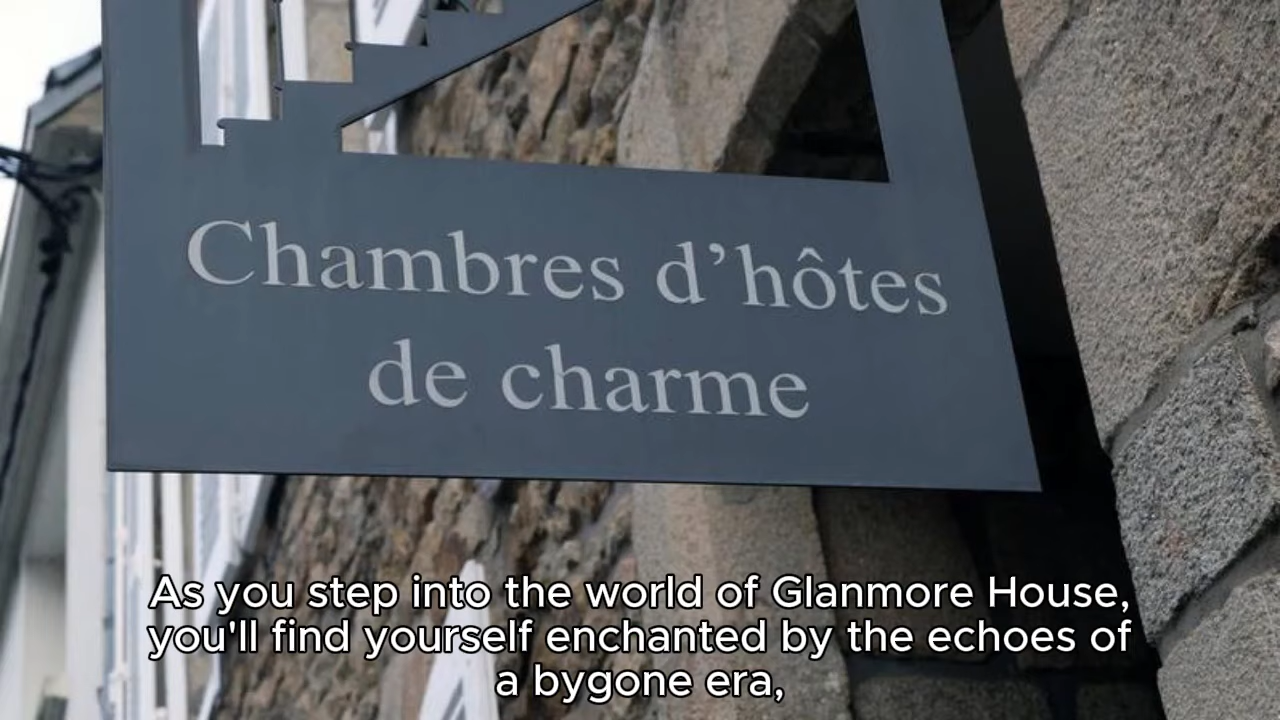 Chambres d’hôtes
de charme
As you step into the world of Glanmore House,
you'll find yourself enchanted by the echoes of
a bygone era,